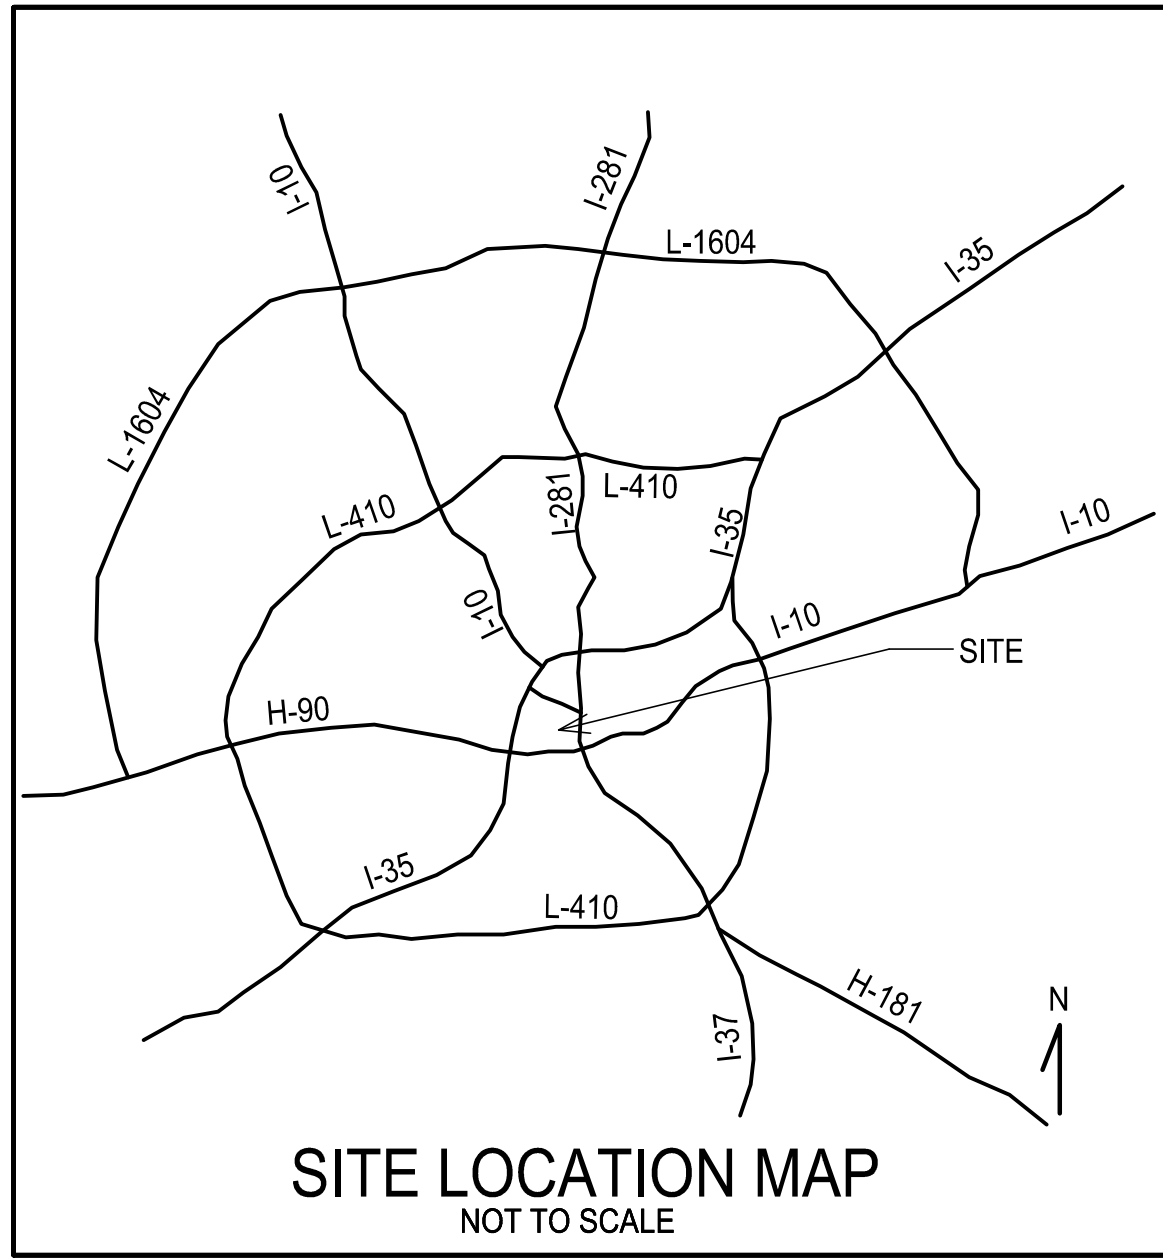 I-10
I-281
L-1604
I-35
L-1604
L-410
I-281
L-410
I-35
I-10
I-10
I-10
SITE
H-90
I-35
L-410
H-181
N
I-37
SITE LOCATION MAP
NOT TO SCALE